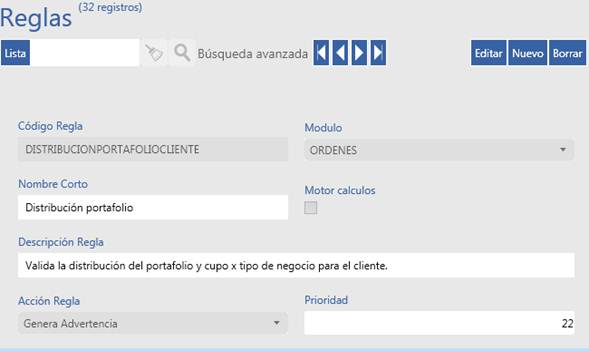 Reglas (32 registros)
Lista Búsqueda avanzada Editar Nuevo Borrar
Código Regla Modulo
DISTRIBUCIONPORTAFOLIOCLIENTE ORDENES
Nombre Corto Motor calculos
Distribución portafolio
Descripción Regla
Valida la distribución del portafolio y cupo x tipo de negocio para el cliente.
Acción Regla Prioridad
Genera Advertencia 22